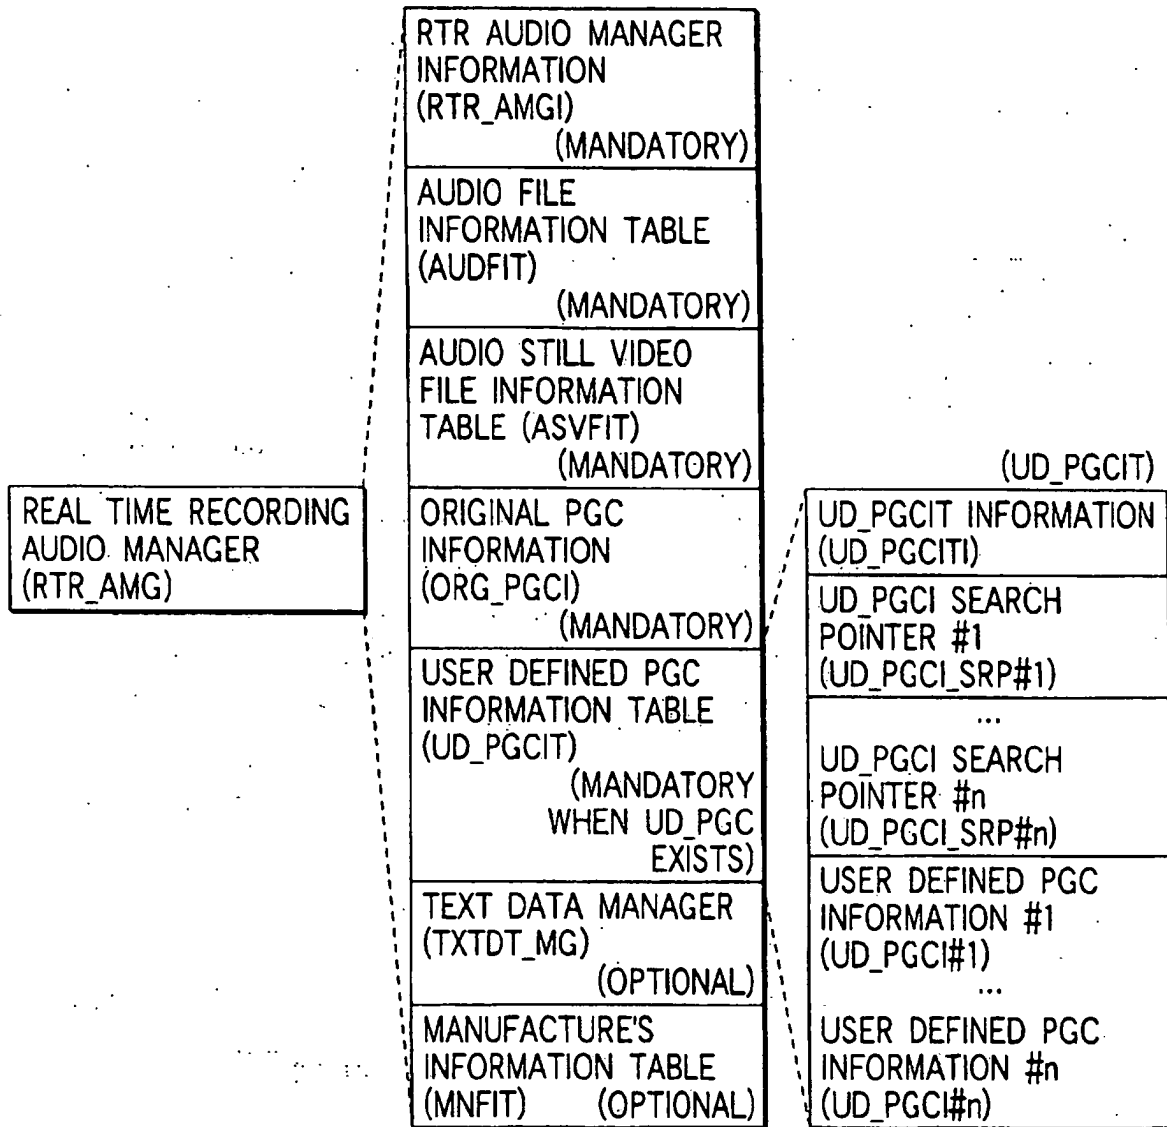 REAL TIME RECORDING
AUDIO MANAGER
(RTR_AMG)
RTR AUDIO MANAGER
INFORMATION
(RTR_AMGI)
(MANDATORY)
AUDIO FILE
INFORMATION TABLE
(AUDFIT)
(MANDATORY)
AUDIO STILL VIDEO
FILE INFORMATION
TABLE (ASVFIT)
(MANDATORY)
ORIGINAL PGC
INFORMATION
(ORG_PGCI)
(MANDATORY)
USER DEFINED PGC
INFORMATION TABLE
(UD_PGCIT)
(MANDATORY
WHEN UD_PGC
EXISTS)
TEXT DATA MANAGER
(TXTDT_MG)
(OPTIONAL)
MANUFACTURE'S
INFORMATION TABLE
(MNFIT) (OPTIONAL)
(UD_PGCIT)
UD_PGCIT INFORMATION
(UD_PGCITI)
UD_PGCI SEARCH
POINTER #1
(UD_PGCI_SRP#1)
...
UD_PGCI SEARCH
POINTER #n
(UD_PGCI_SRP#n)
USER DEFINED PGC
INFORMATION #1
(UD_PGCI#1)
...
USER DEFINED PGC
INFORMATION #n
(UD_PGCI#n)